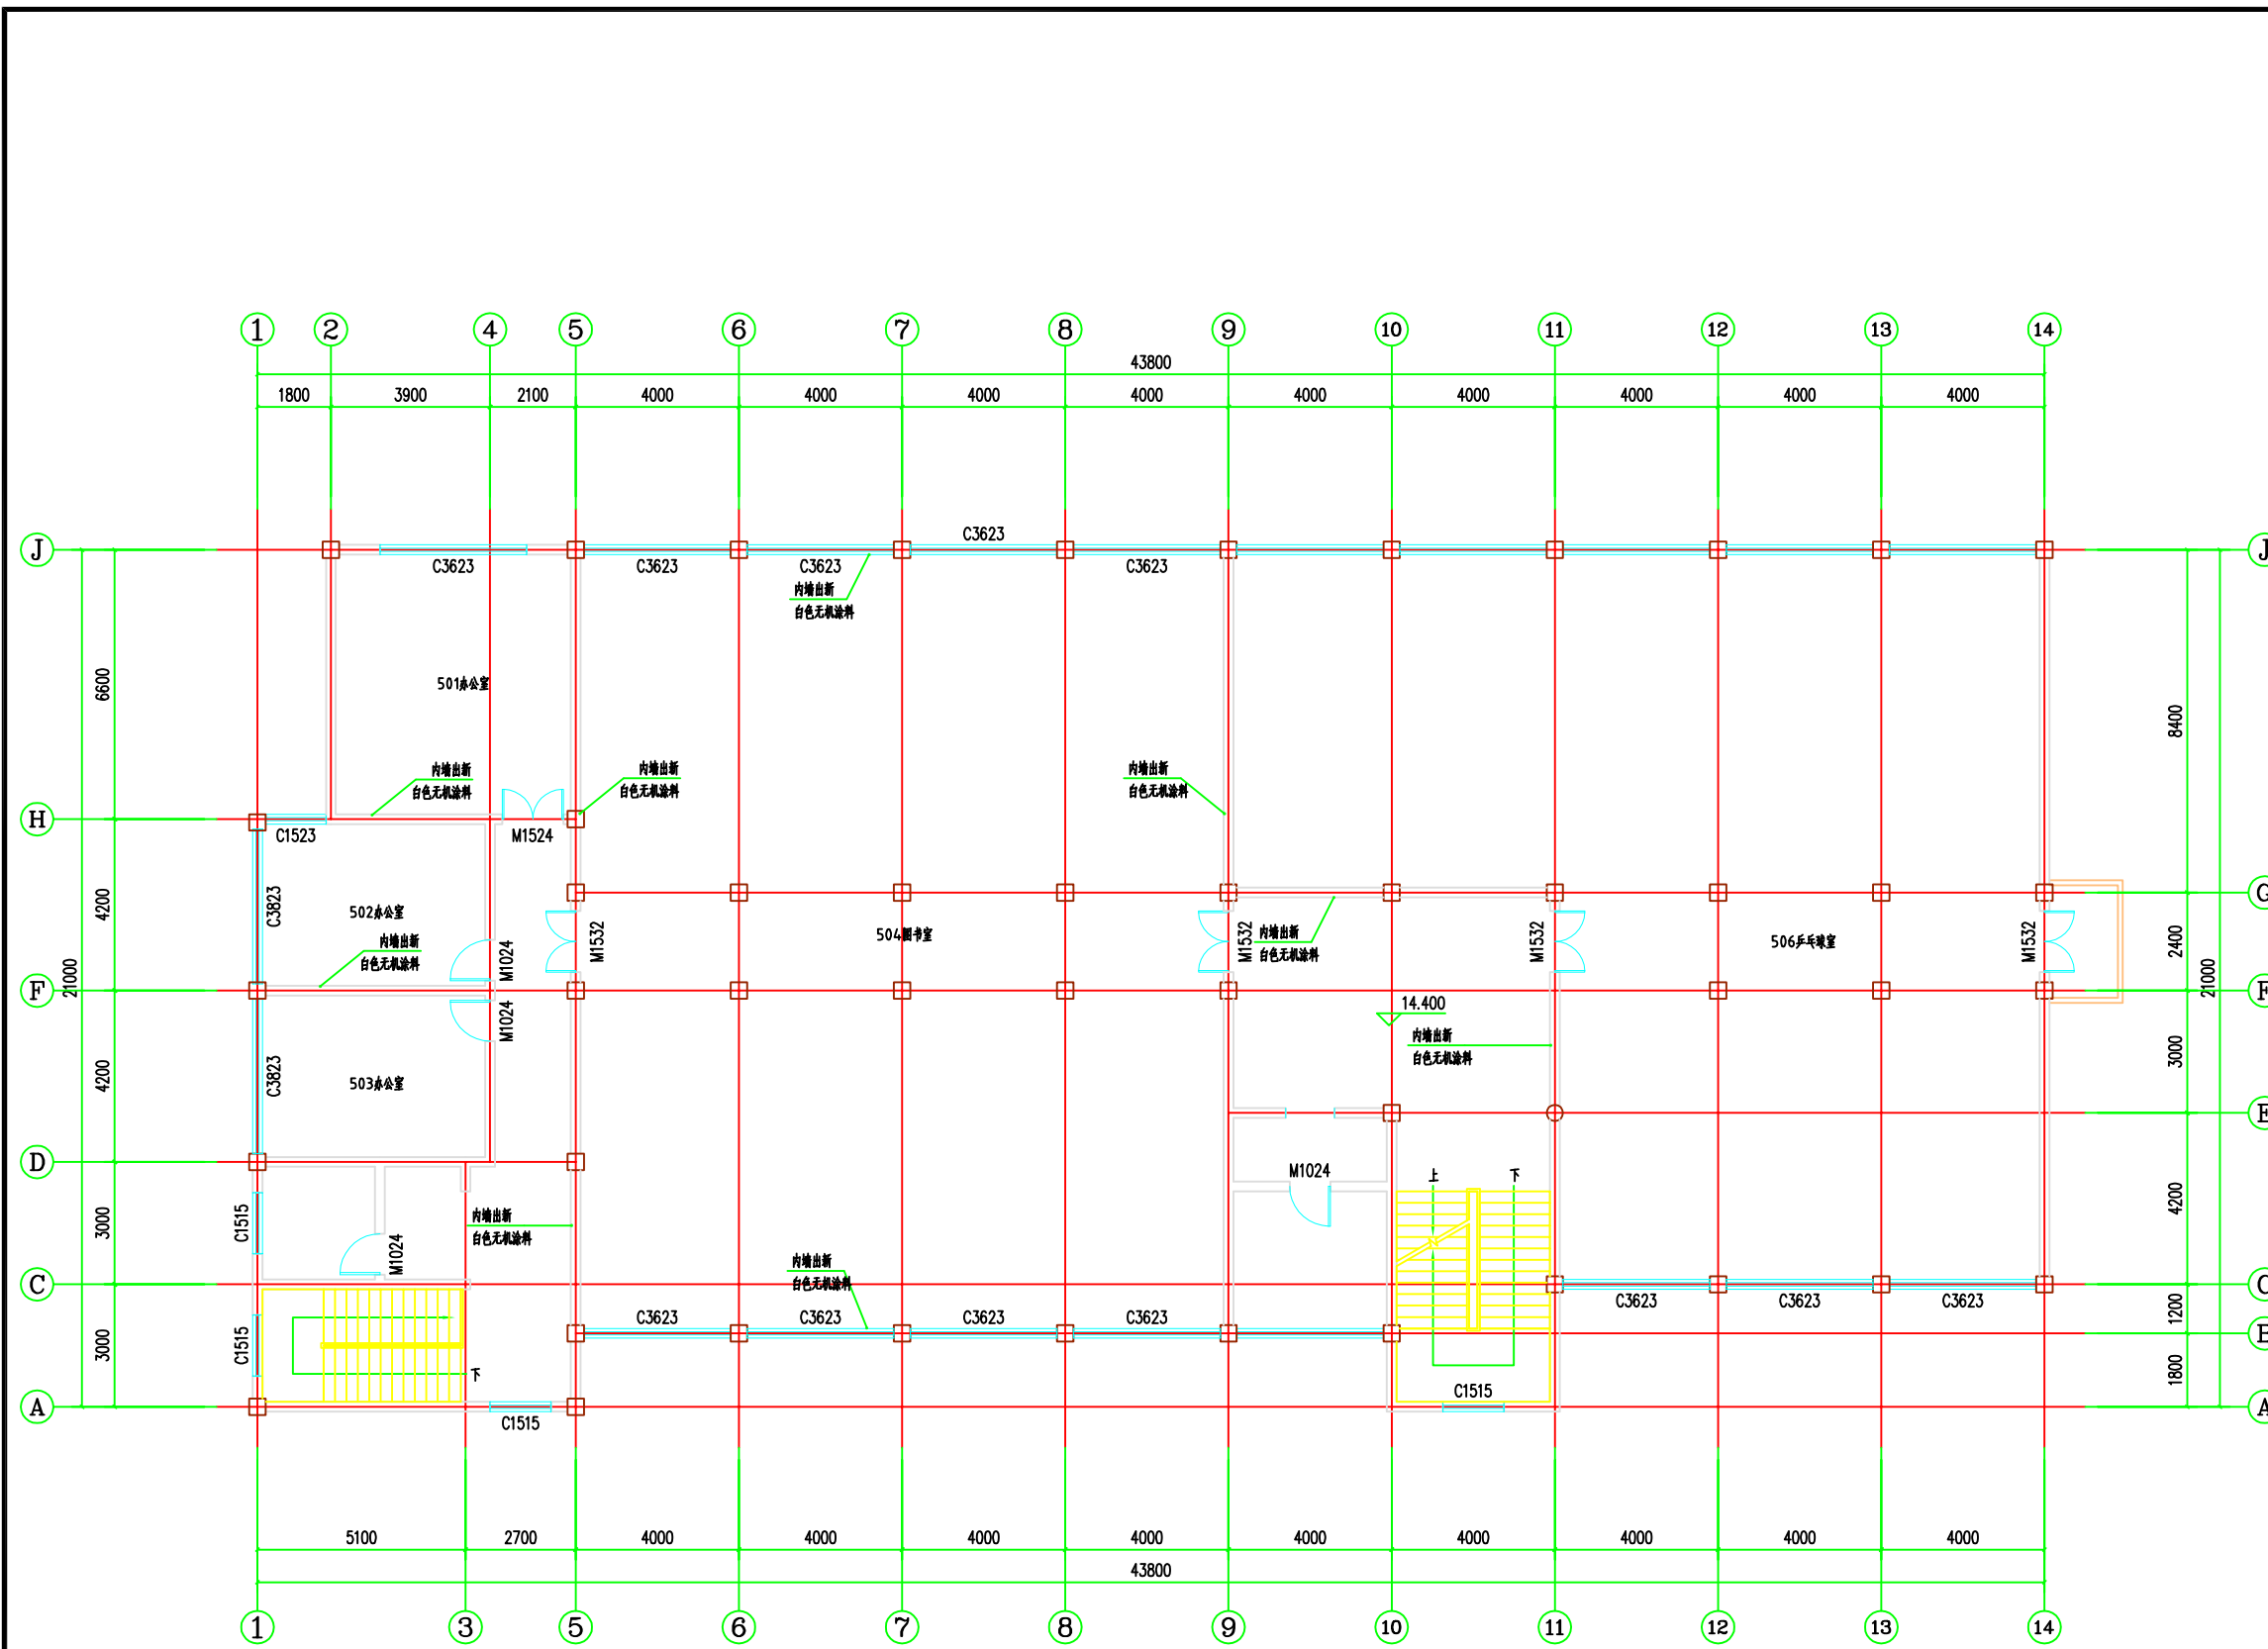 1 2 4 5 6 7 8 9 10 11 12 13 14
43800
1800 3900 2100 4000 4000 4000 4000 4000 4000 4000 4000 4000
C3623
J J
C3623 C3623 C3623 C3623
内墙出新
白色无机涂料
6600
501办公室
8400
内墙出新 内墙出新 内墙出新
白色无机涂料 白色无机涂料 白色无机涂料
H
C1523 M1524
4200
C3823
502办公室
G
内墙出新
白色无机涂料
M1024
M1532
504图书室
M1532
内墙出新
白色无机涂料
M1532
506乒乓球室
M1532
2400
21000
21000
F F
M1024
14.400
内墙出新
白色无机涂料
4200
C3823
503办公室
3000
E
D
M1024
上 下
3000
C1515
内墙出新
白色无机涂料
M1024
4200
内墙出新
白色无机涂料
C C
C3623 C3623 C3623
C3623 C3623 C3623 C3623
1200
B
3000
C1515
下
1800
C1515
A A
C1515
5100 2700 4000 4000 4000 4000 4000 4000 4000 4000 4000
43800
1 3 5 6 7 8 9 10 11 12 13 14